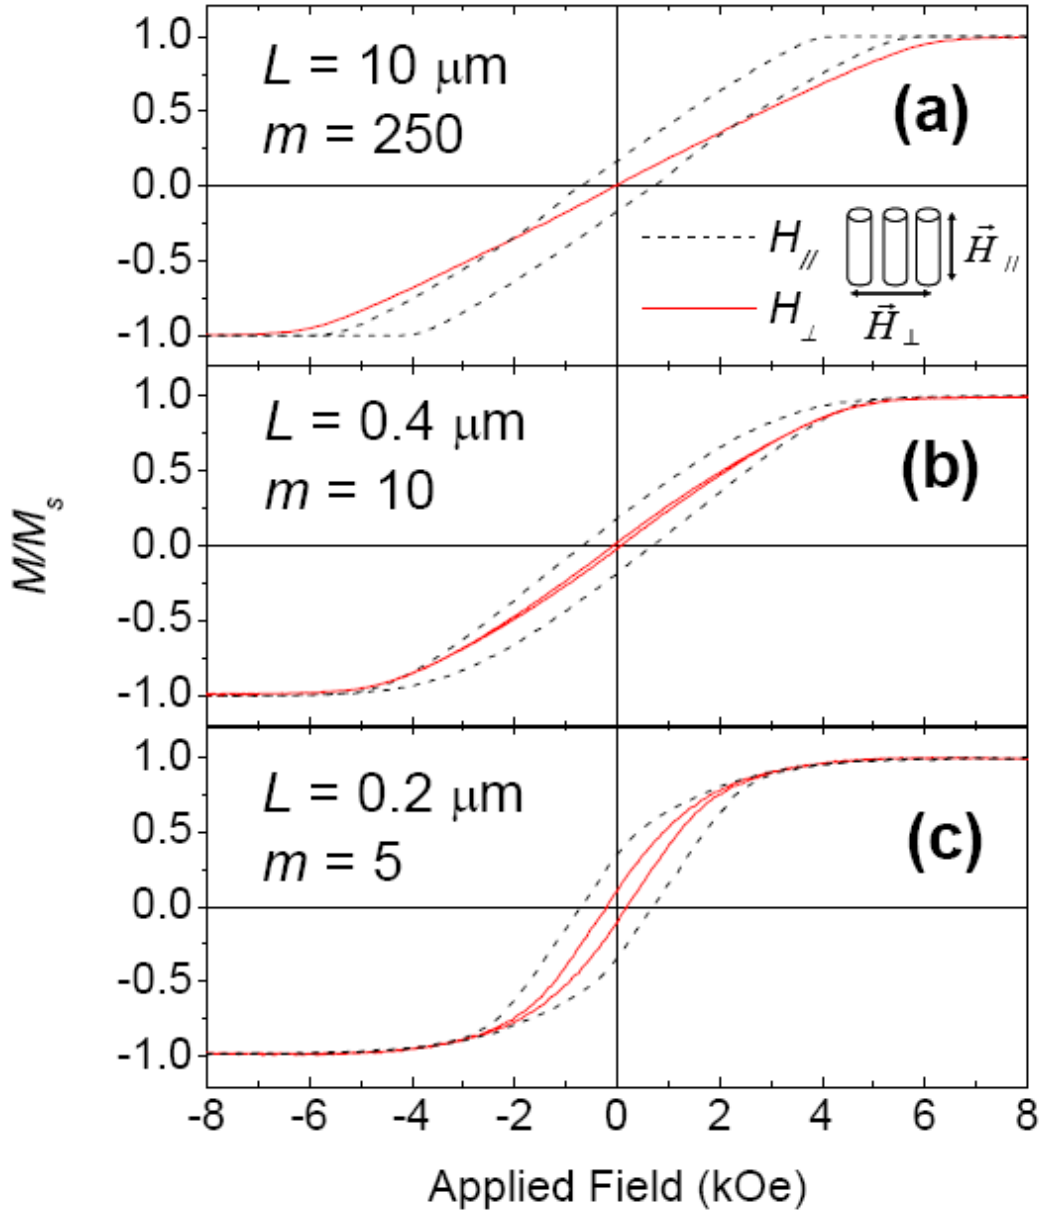 M/Mₛ
1.0
0.5
0.0
-0.5
-1.0
L = 10 μm
m = 250
(a)
H//
H⊥
H⃗ //
H⃗ ⊥
1.0
0.5
0.0
-0.5
-1.0
L = 0.4 μm
m = 10
(b)
1.0
0.5
0.0
-0.5
-1.0
L = 0.2 μm
m = 5
(c)
-8 -6 -4 -2 0 2 4 6 8
Applied Field (kOe)